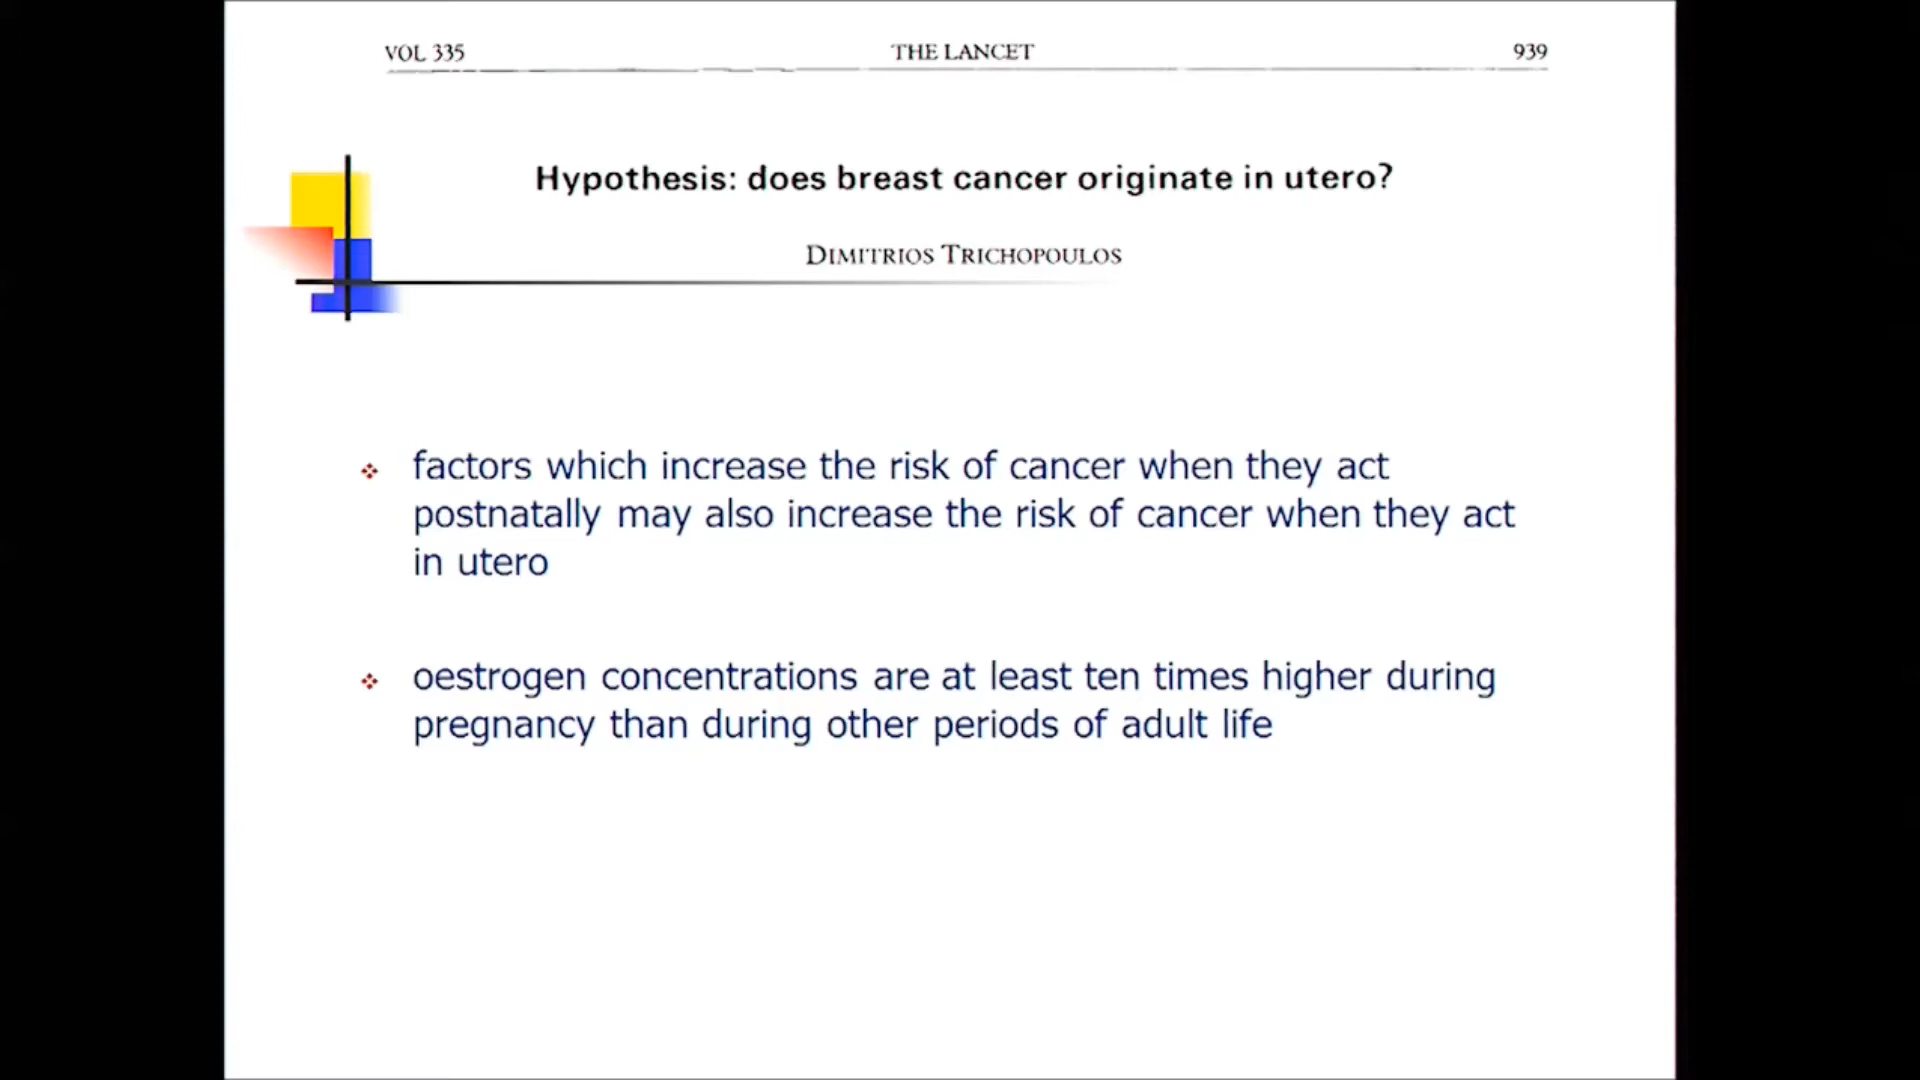 VOL 335 THE LANCET 939
Hypothesis: does breast cancer originate in utero?
DIMITRIOS TRICHOPOULOS
factors which increase the risk of cancer when they act
postnatally may also increase the risk of cancer when they act
in utero
oestrogen concentrations are at least ten times higher during
pregnancy than during other periods of adult life